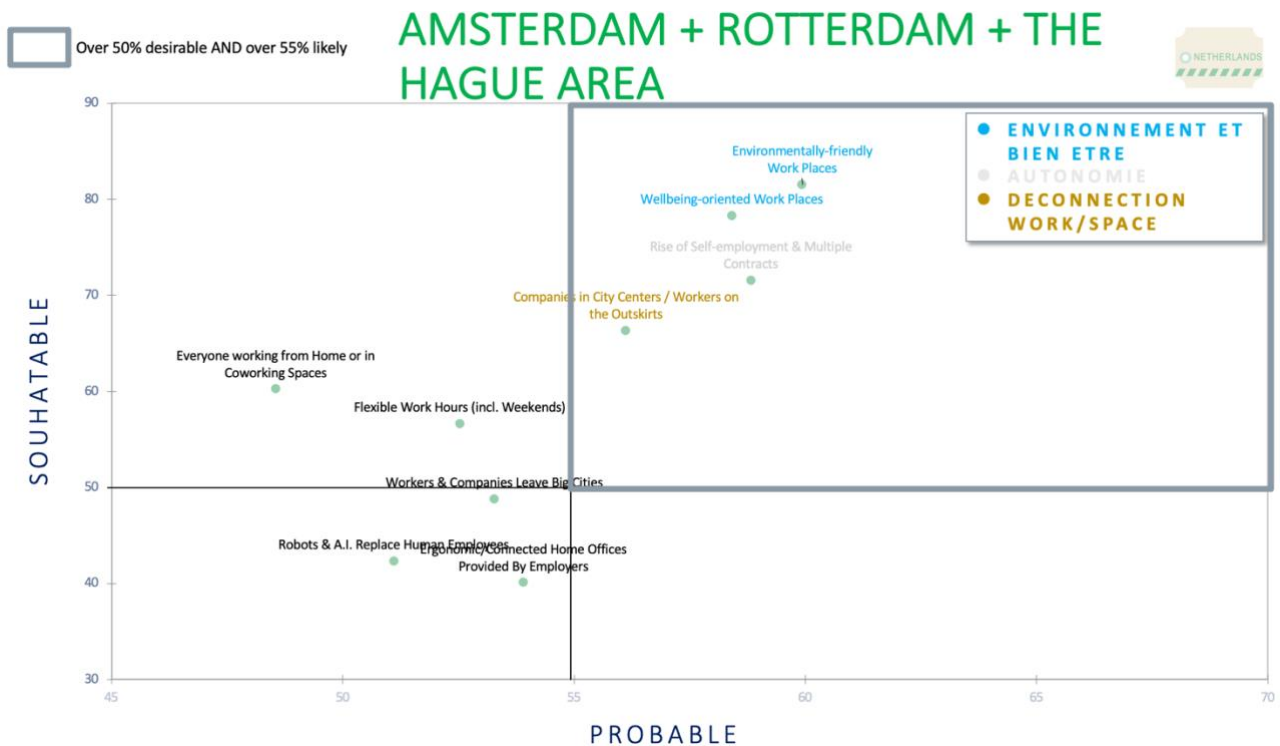 Over 50% desirable AND over 55% likely
AMSTERDAM + ROTTERDAM + THE
HAGUE AREA
NETHERLANDS
90
80
70
60
50
40
30
SOUHATABLE
ENVIRONNEMENT ET
BIEN ETRE
AUTONOMIE
DECONNECTION
WORK/SPACE
Environmentally-friendly
Work Places
Wellbeing-oriented Work Places
Rise of Self-employment & Multiple
Contracts
Companies in City Centers / Workers on
the Outskirts
Everyone working from Home or in
Coworking Spaces
Flexible Work Hours (incl. Weekends)
Workers & Companies Leave Big Cities
Robots & A.I. Replace Human Employees
Ergonomic/Connected Home Offices
Provided By Employers
45
50
55
60
65
70
PROBABLE